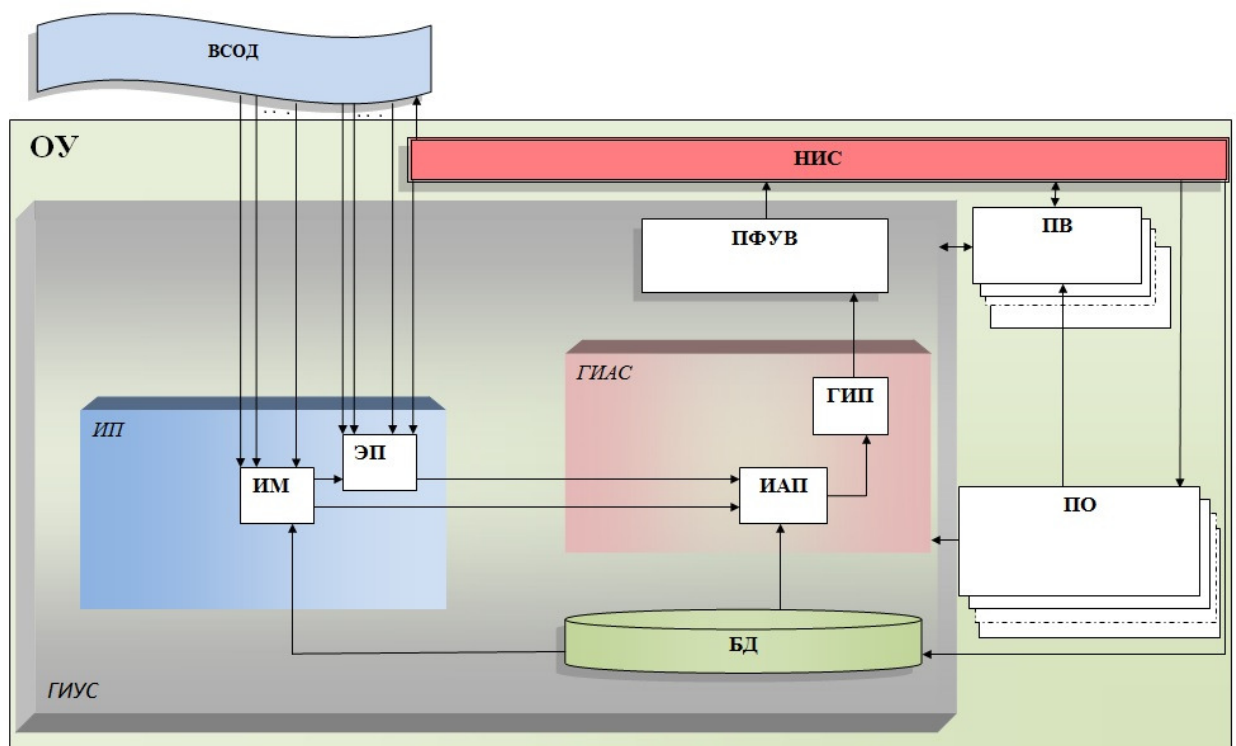 ВСОД
ОУ
НИС
ПФУВ
ПВ
ГИАС
ГИП
ИП
ЭП
ИМ
ИАП
ПО
БД
ГИУС